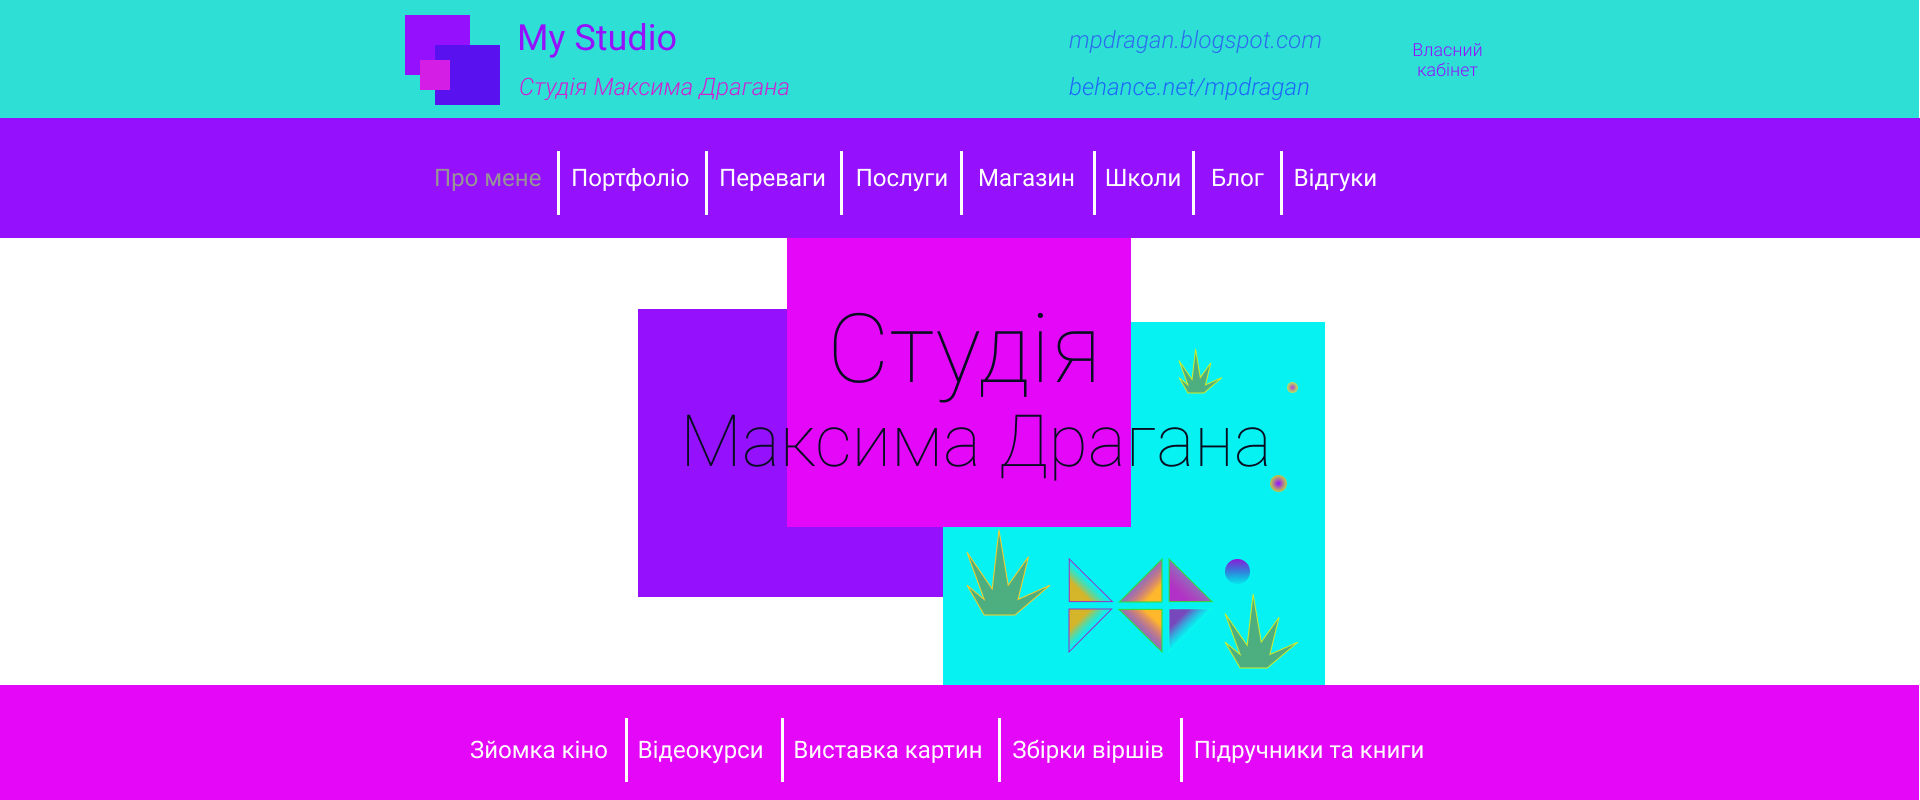 My Studio
Студія Максима Драгана
mpdragan.blogspot.com
behance.net/mpdragan
Власний
кабінет
Про мене Портфоліо Переваги Послуги Магазин Школи Блог Відгуки
Студія
Максима Драгана
Зйомка кіно Відеокурси Виставка картин Збірки віршів Підручники та книги